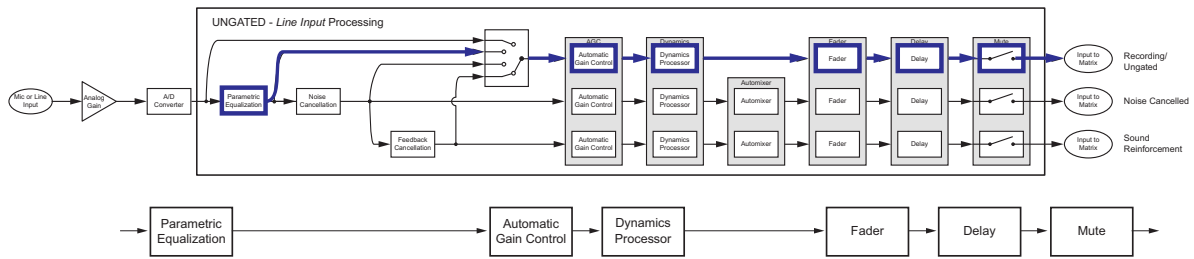 UNGATED - Line Input Processing
AGC
Dynamics
Fader
Delay
Mute
Automatic
Gain Control
Dynamics
Processor
Fader
Delay
Input to
Matrix
Recording/
Ungated
Mic or Line
Input
Analog
Gain
A/D
Converter
Parametric
Equalization
Noise
Cancellation
Automixer
Automatic
Gain Control
Dynamics
Processor
Automixer
Fader
Delay
Input to
Matrix
Noise Cancelled
Feedback
Cancellation
Automatic
Gain Control
Dynamics
Processor
Automixer
Fader
Delay
Input to
Matrix
Sound
Reinforcement
Parametric
Equalization
Automatic
Gain Control
Dynamics
Processor
Fader
Delay
Mute